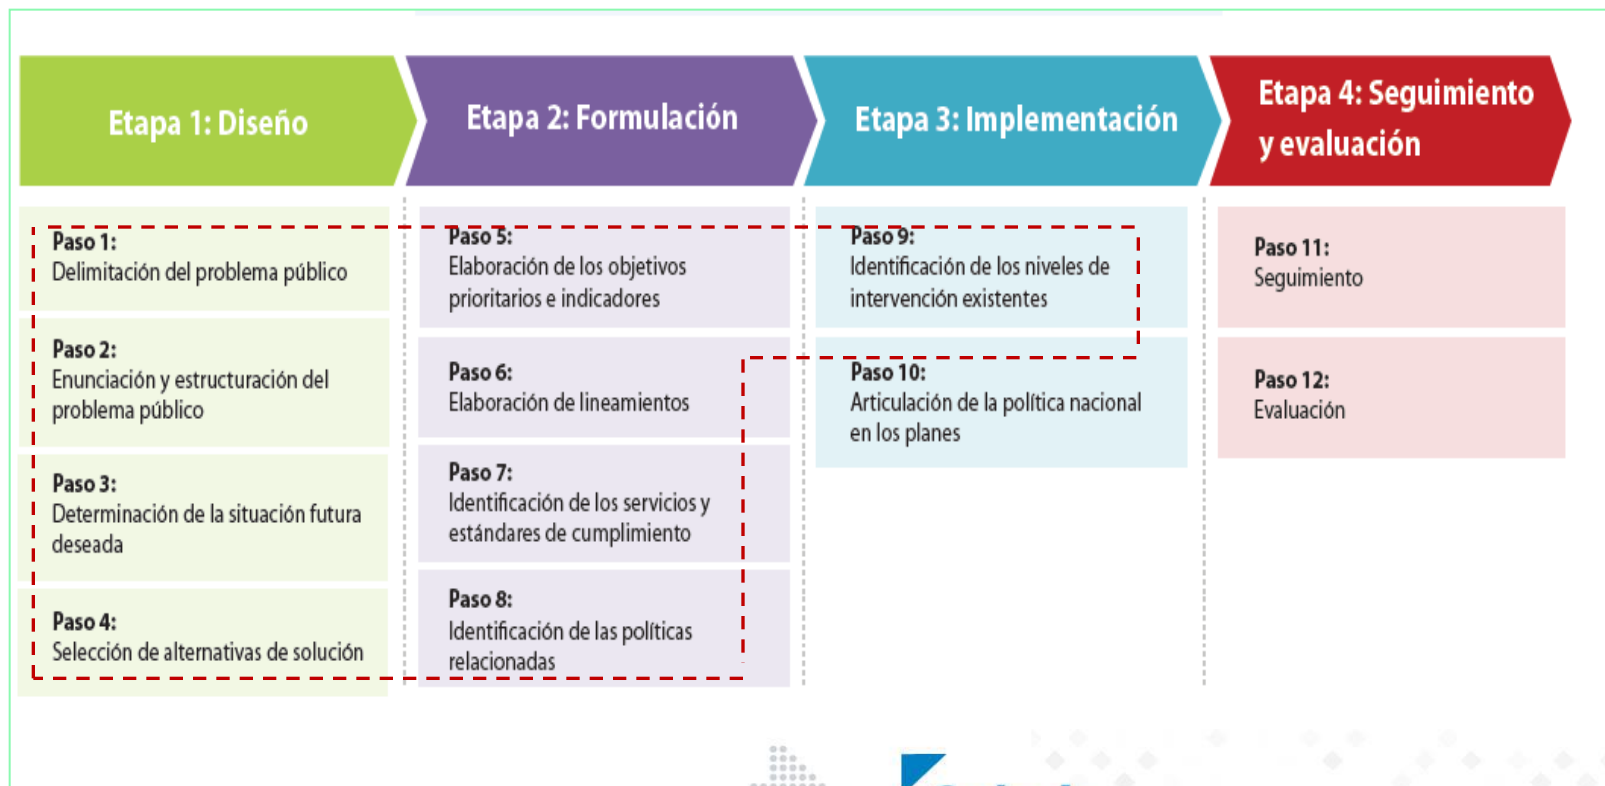 Etapa 1: Diseño
Paso 1:
Delimitación del problema público
Paso 2:
Enunciación y estructuración del
problema público
Paso 3:
Determinación de la situación futura
deseada
Paso 4:
Selección de alternativas de solución
Etapa 2: Formulación
Paso 5:
Elaboración de los objetivos
prioritarios e indicadores
Paso 6:
Elaboración de lineamientos
Paso 7:
Identificación de los servicios y
estándares de cumplimiento
Paso 8:
Identificación de las políticas
relacionadas
Etapa 3: Implementación
Paso 9:
Identificación de los niveles de
intervención existentes
Paso 10:
Articulación de la política nacional
en los planes
Etapa 4: Seguimiento
y evaluación
Paso 11:
Seguimiento
Paso 12:
Evaluación